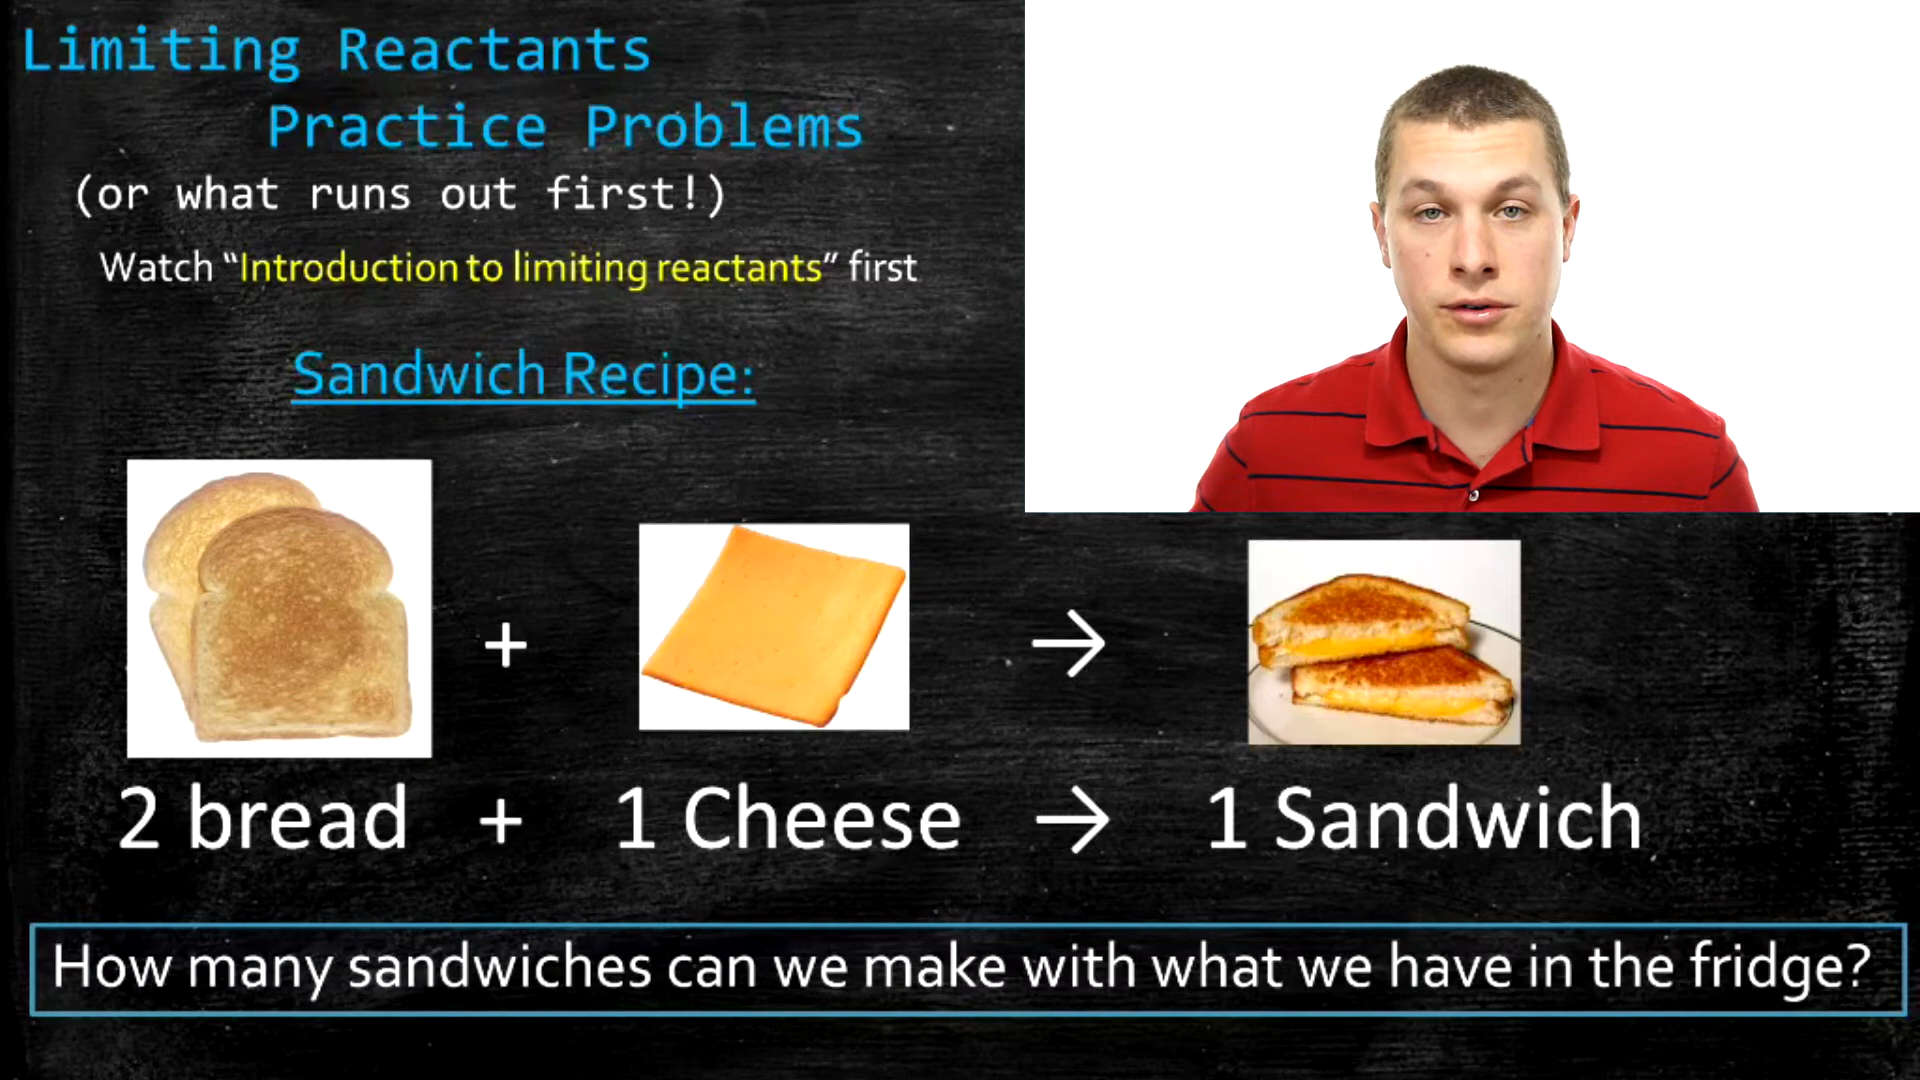 Limiting Reactants
Practice Problems
(or what runs out first!)
Watch “Introduction to limiting reactants” first
Sandwich Recipe:
+ →
2 bread + 1 Cheese → 1 Sandwich
How many sandwiches can we make with what we have in the fridge?